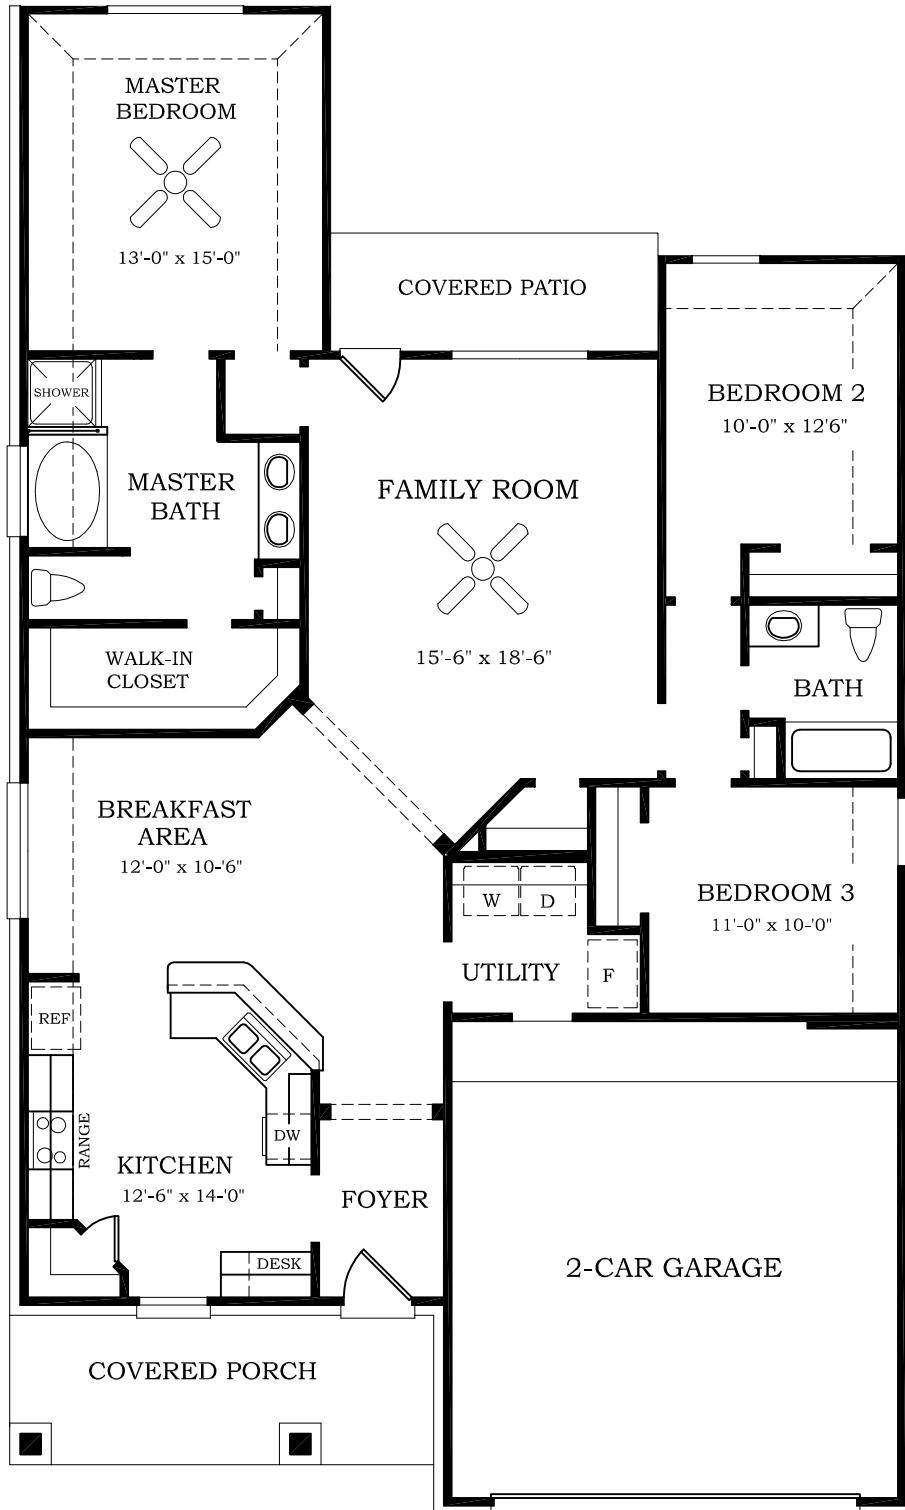 MASTER
BEDROOM
13'-0" x 15'-0"
COVERED PATIO
BEDROOM 2
10'-0" x 12'6"
SHOWER
MASTER
BATH
FAMILY ROOM
15'-6" x 18'-6"
WALK-IN
CLOSET
BATH
BREAKFAST
AREA
12'-0" x 10-'6"
W
D
BEDROOM 3
11'-0" x 10-'0"
UTILITY
F
REF
RANGE
DW
KITCHEN
12'-6" x 14-'0"
FOYER
DESK
2-CAR GARAGE
COVERED PORCH